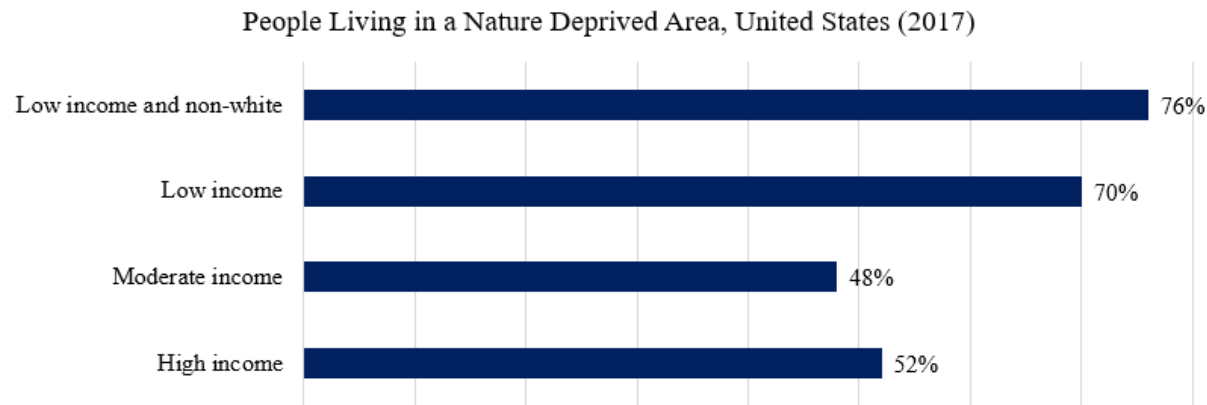 People Living in a Nature Deprived Area, United States (2017)
Low income and non-white 76%
Low income 70%
Moderate income 48%
High income 52%